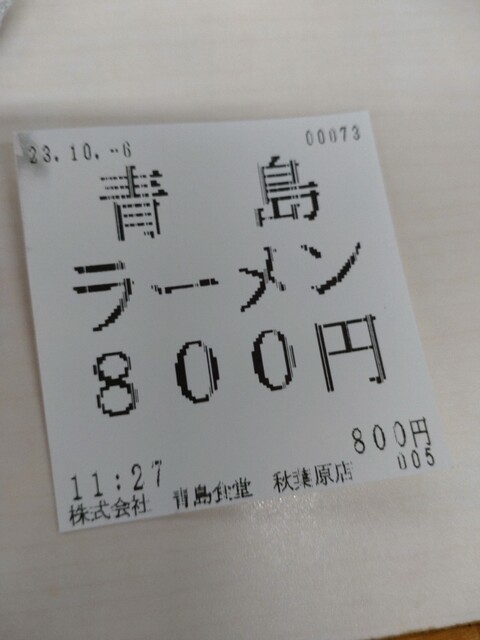 23.10.-6 00073
青島
ラーメン
800円
800円
11:27 005
株式会社 青島食堂 秋葉原店